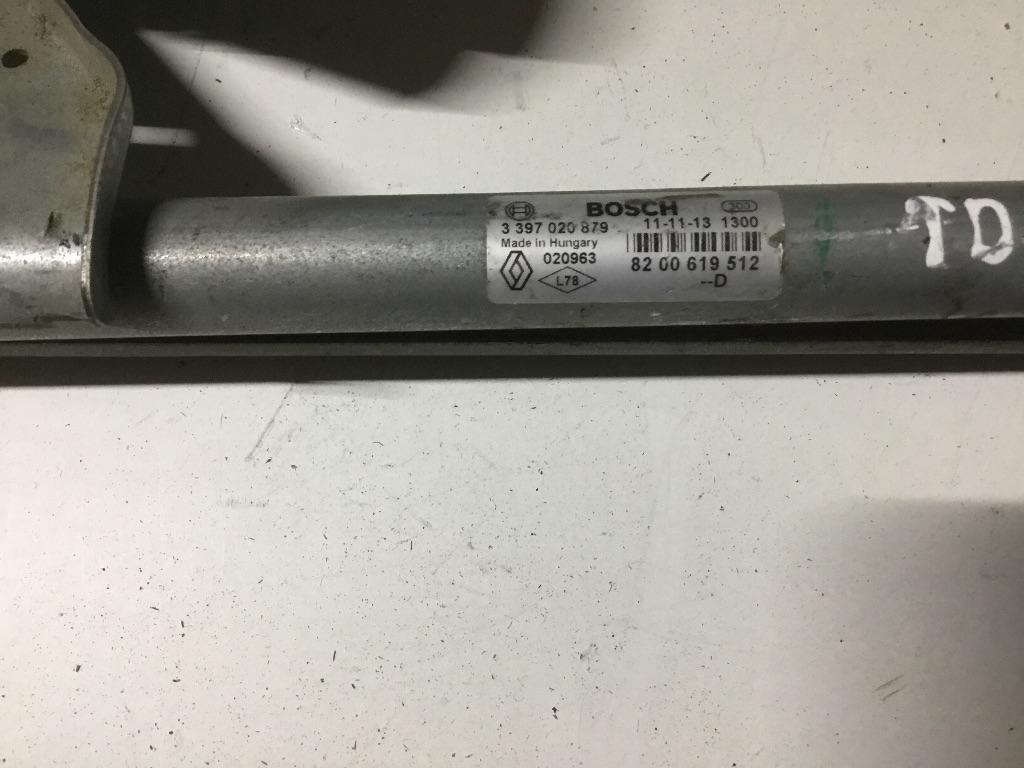 BOSCH 300
3 397 020 879 11-11-13 1300
Made in Hungary
020963 82 00 619 512
L78 --D
TD